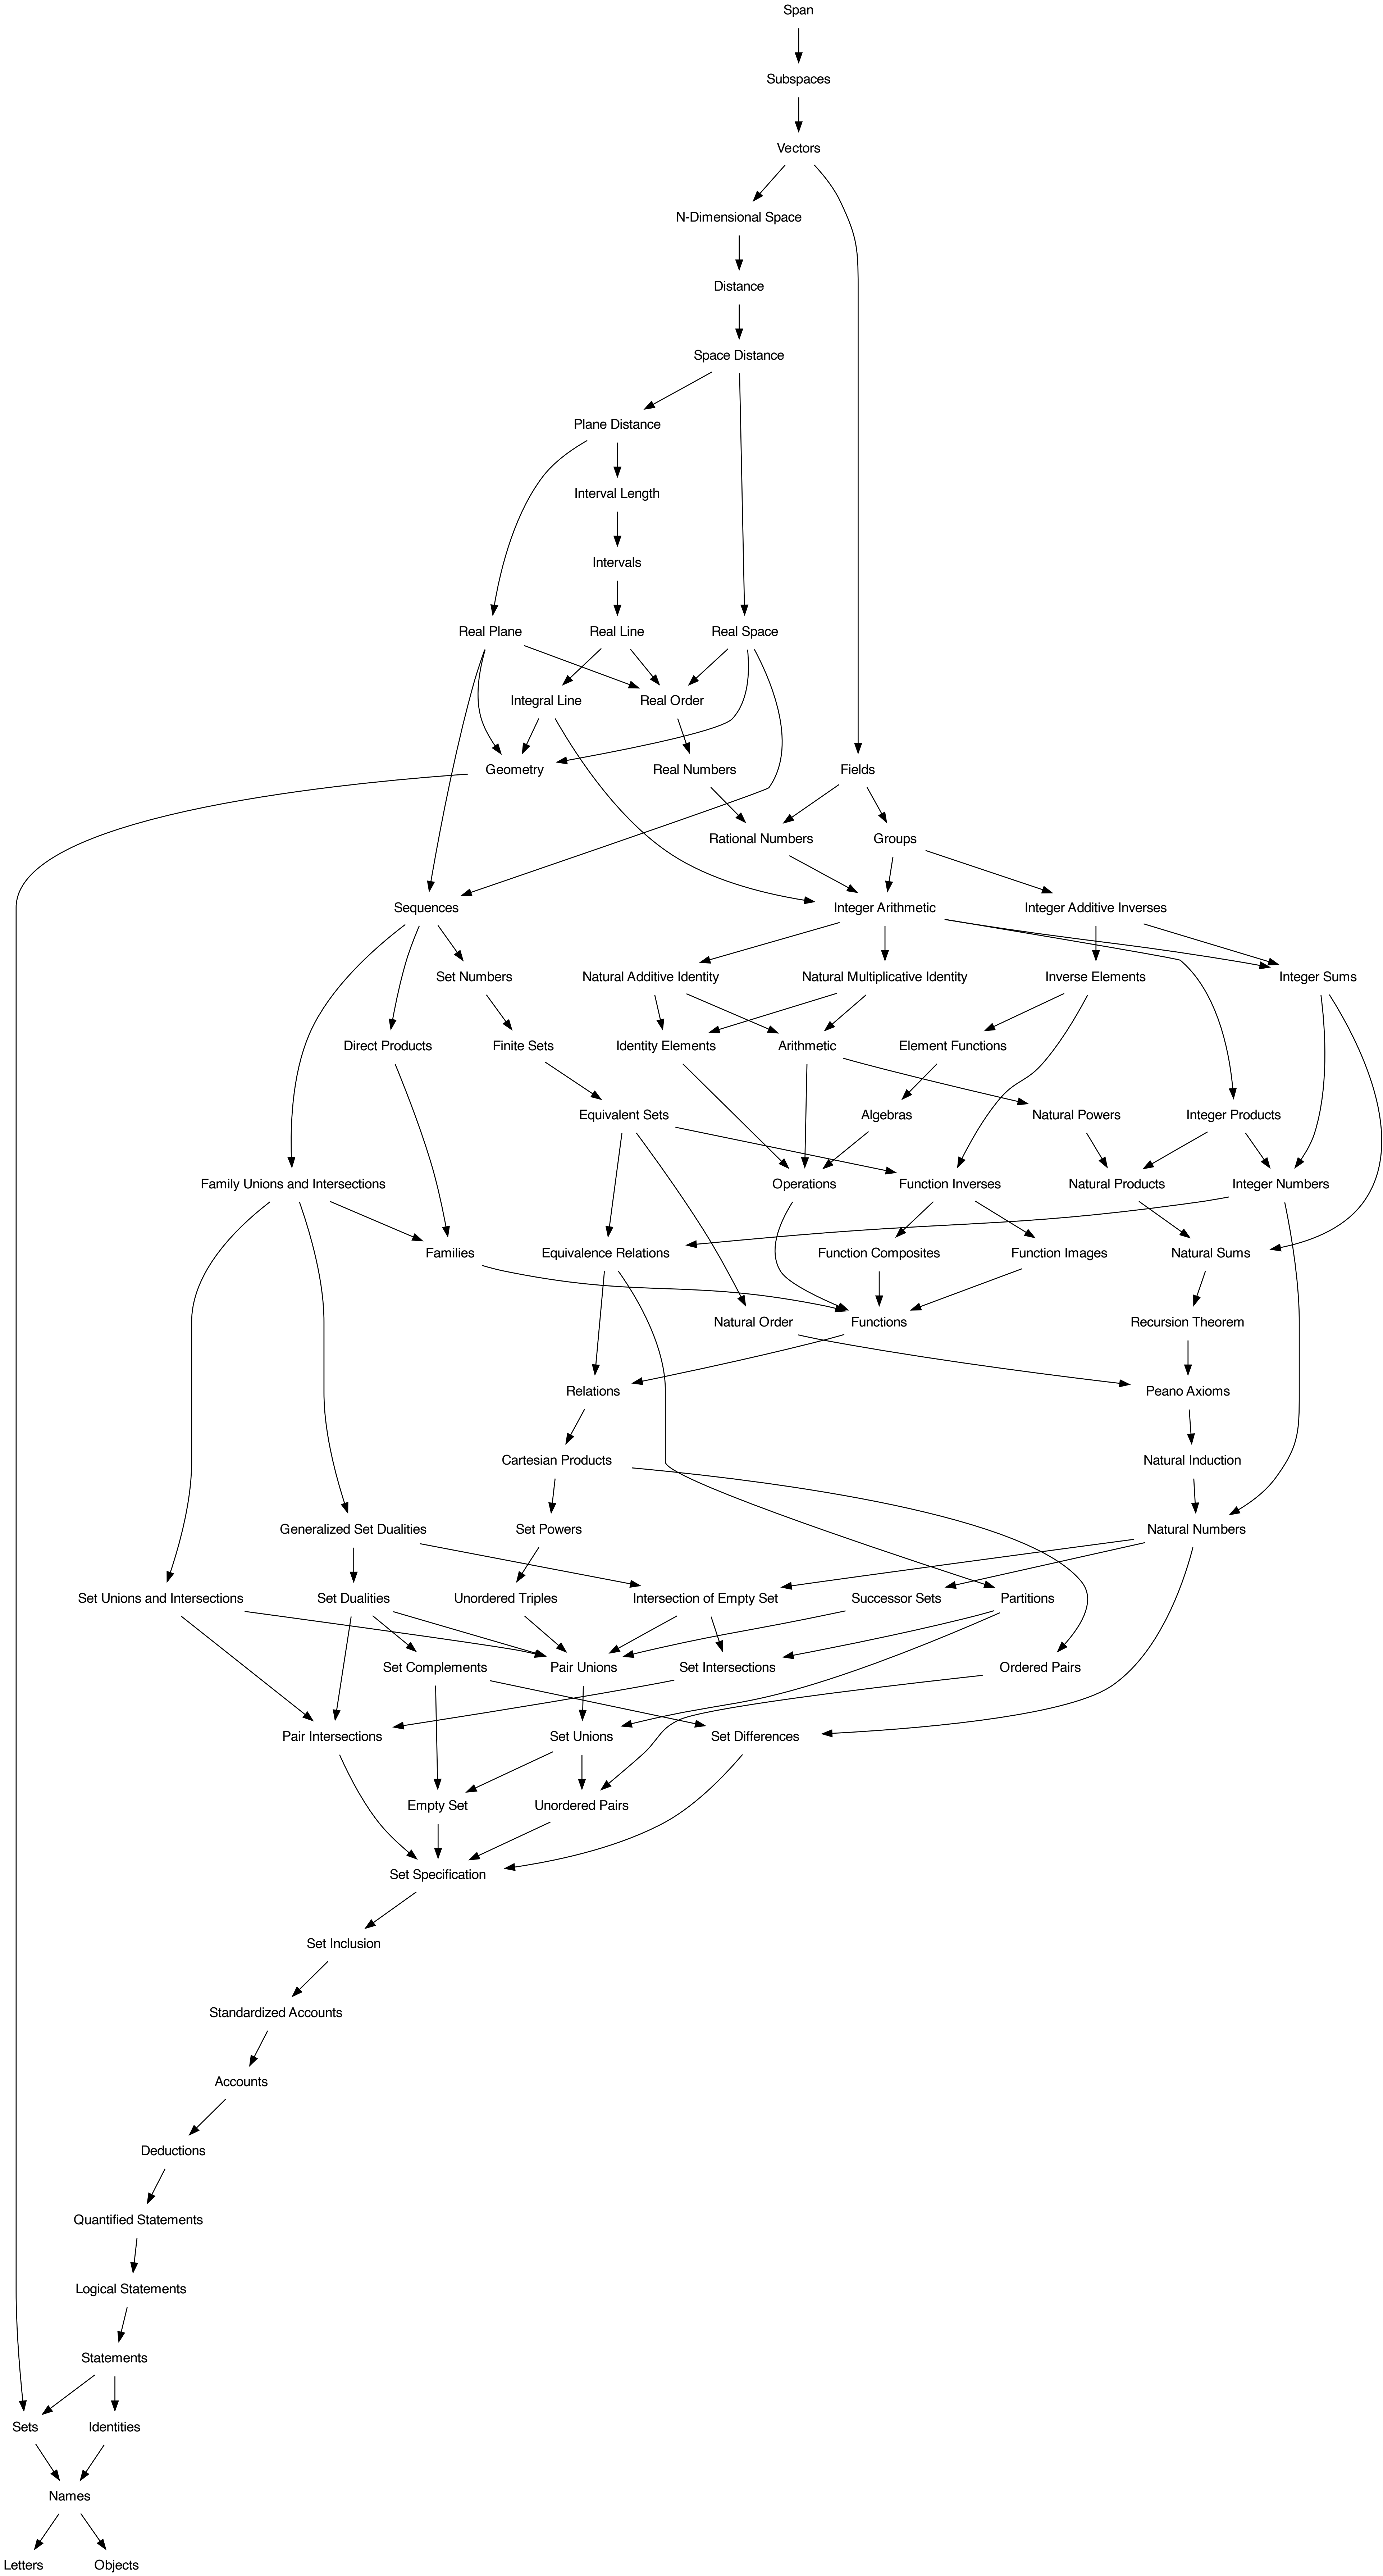 Span
Subspaces
Vectors
N-Dimensional Space
Distance
Space Distance
Plane Distance
Interval Length
Intervals
Real Plane
Real Line
Real Space
Integral Line
Real Order
Geometry
Real Numbers
Fields
Rational Numbers
Groups
Sequences
Integer Arithmetic
Integer Additive Inverses
Set Numbers
Natural Additive Identity
Natural Multiplicative Identity
Inverse Elements
Integer Sums
Direct Products
Finite Sets
Identity Elements
Arithmetic
Element Functions
Equivalent Sets
Algebras
Natural Powers
Integer Products
Family Unions and Intersections
Operations
Function Inverses
Natural Products
Integer Numbers
Families
Equivalence Relations
Function Composites
Function Images
Natural Sums
Natural Order
Functions
Recursion Theorem
Relations
Peano Axioms
Cartesian Products
Natural Induction
Generalized Set Dualities
Set Powers
Natural Numbers
Set Unions and Intersections
Set Dualities
Unordered Triples
Intersection of Empty Set
Successor Sets
Partitions
Set Complements
Pair Unions
Set Intersections
Ordered Pairs
Pair Intersections
Set Unions
Set Differences
Empty Set
Unordered Pairs
Set Specification
Set Inclusion
Standardized Accounts
Accounts
Deductions
Quantified Statements
Logical Statements
Statements
Sets
Identities
Names
Letters
Objects